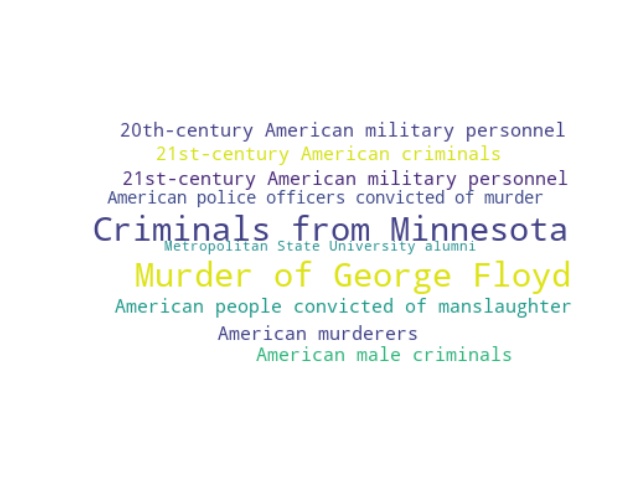 20th-century American military personnel
21st-century American criminals
21st-century American military personnel
American police officers convicted of murder
Criminals from Minnesota
Metropolitan State University alumni
Murder of George Floyd
American people convicted of manslaughter
American murderers
American male criminals